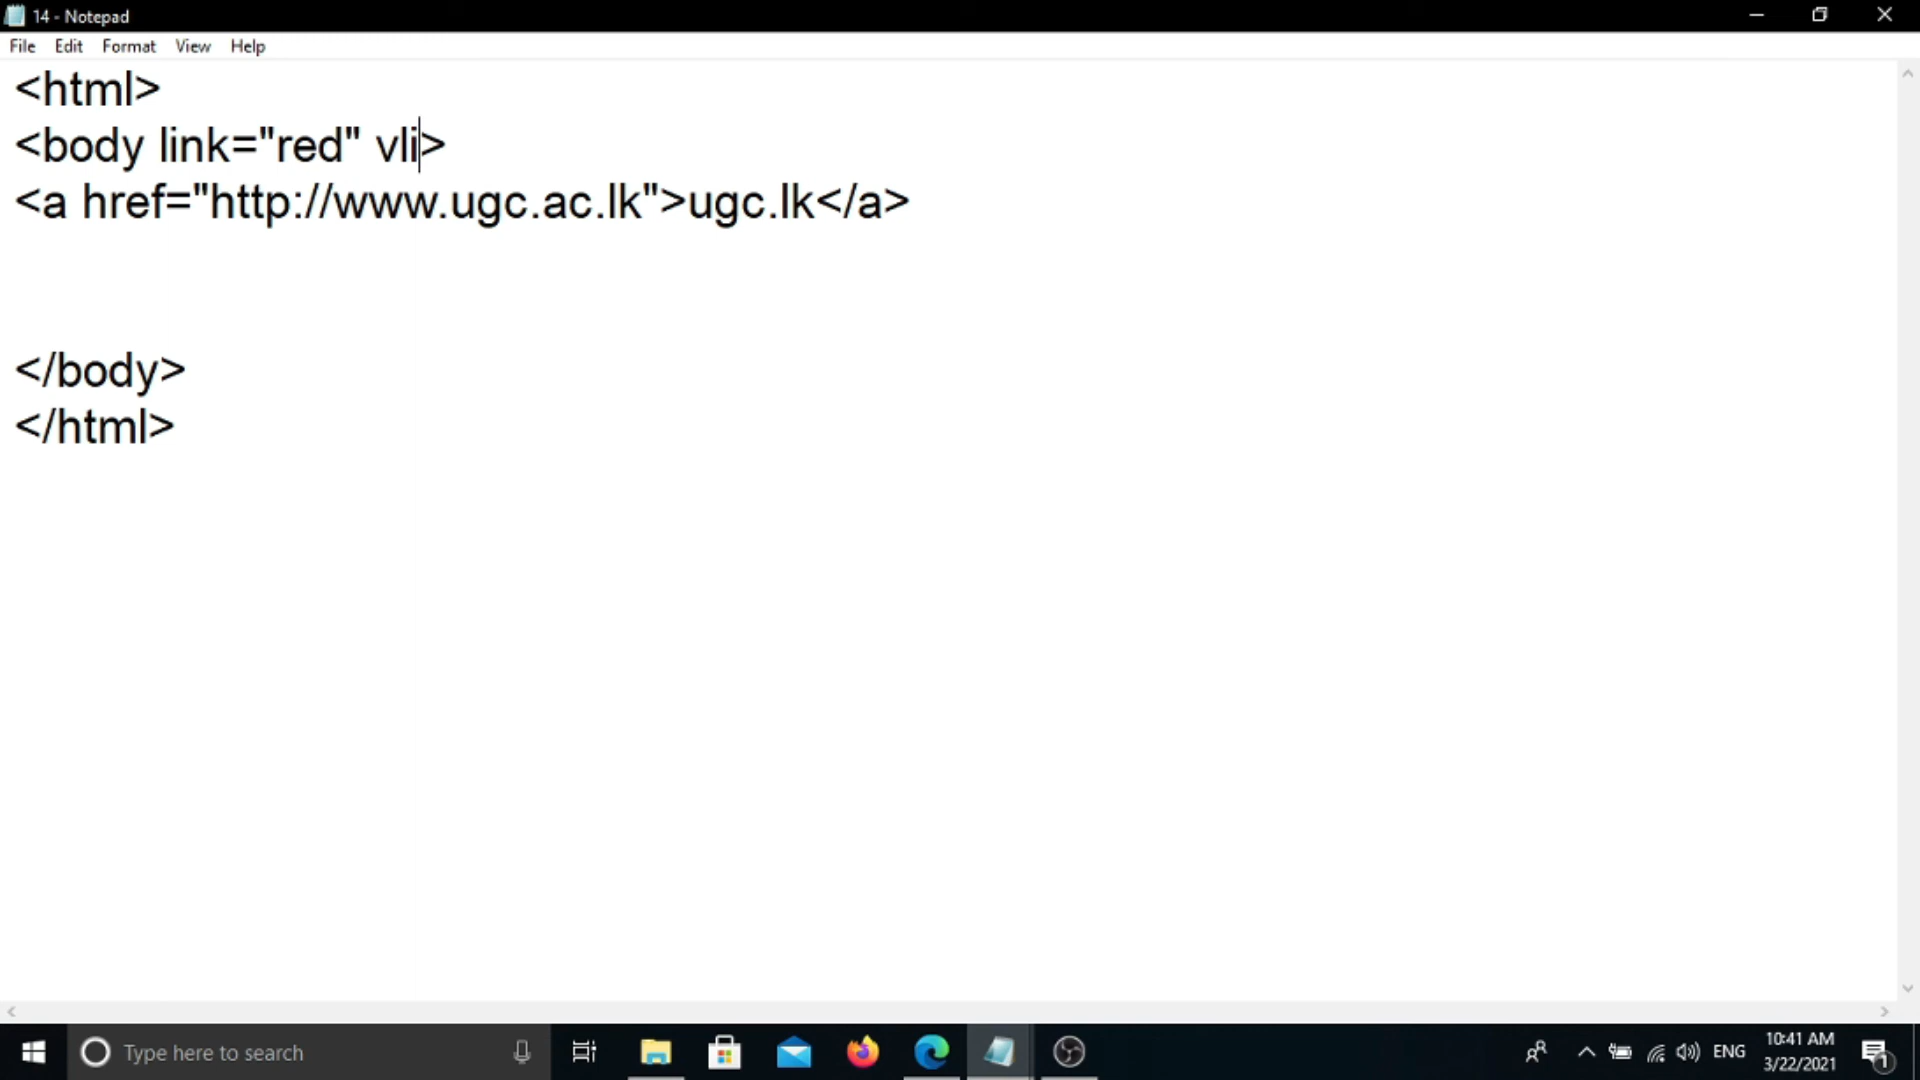 14 - Notepad
File Edit Format View Help
<html>
<body link="red" vli>
<a href="http://www.ugc.ac.lk">ugc.lk</a>
</body>
</html>
Type here to search
ENG
10:41 AM
3/22/2021
1